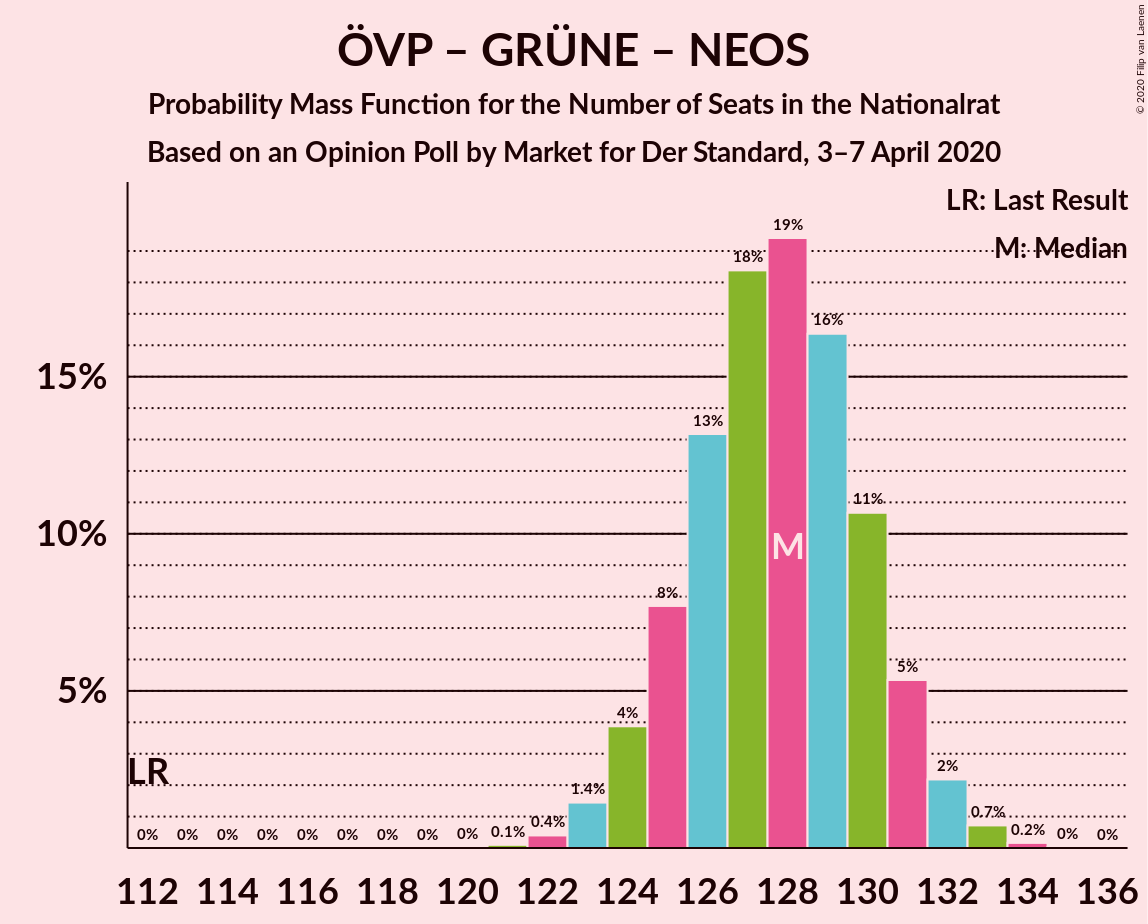 ÖVP – GRÜNE – NEOS
Probability Mass Function for the Number of Seats in the Nationalrat
Based on an Opinion Poll by Market for Der Standard, 3–7 April 2020
© 2020 Filip van Laenen
LR: Last Result
M: Median
15%
10%
5%
0% 0% 0% 0% 0% 0% 0% 0% 0% 0.1% 0.4% 1.4% 4% 8% 13% 18% 19% 16% 11% 5% 2% 0.7% 0.2% 0% 0%
M
LR
112 114 116 118 120 122 124 126 128 130 132 134 136